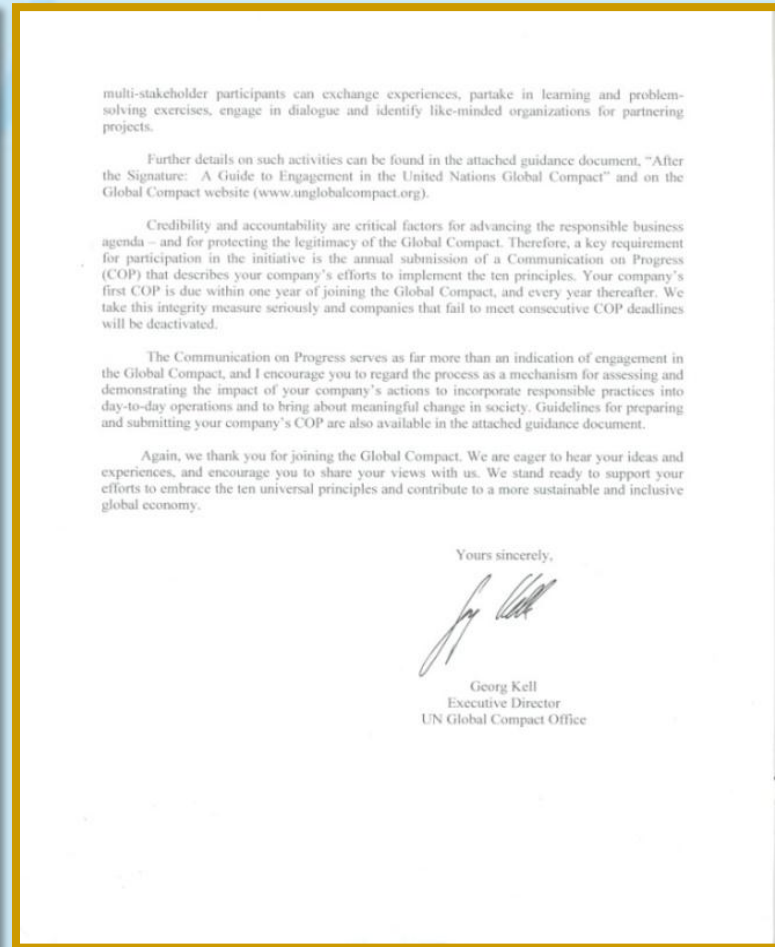 multi-stakeholder participants can exchange experiences, partake in learning and problem-
solving exercises, engage in dialogue and identify like-minded organizations for partnering
projects.
Further details on such activities can be found in the attached guidance document, “After
the Signature: A Guide to Engagement in the United Nations Global Compact” and on the
Global Compact website (www.unglobalcompact.org).
Credibility and accountability are critical factors for advancing the responsible business
agenda – and for protecting the legitimacy of the Global Compact. Therefore, a key requirement
for participation in the initiative is the annual submission of a Communication on Progress
(COP) that describes your company’s efforts to implement the ten principles. Your company’s
first COP is due within one year of joining the Global Compact, and every year thereafter. We
take this integrity measure seriously and companies that fail to meet consecutive COP deadlines
will be deactivated.
The Communication on Progress serves as far more than an indication of engagement in
the Global Compact, and I encourage you to regard the process as a mechanism for assessing and
demonstrating the impact of your company’s actions to incorporate responsible practices into
day-to-day operations and to bring about meaningful change in society. Guidelines for preparing
and submitting your company’s COP are also available in the attached guidance document.
Again, we thank you for joining the Global Compact. We are eager to hear your ideas and
experiences, and encourage you to share your views with us. We stand ready to support your
efforts to embrace the ten universal principles and contribute to a more sustainable and inclusive
global economy.
Yours sincerely,
Georg Kell
Executive Director
UN Global Compact Office